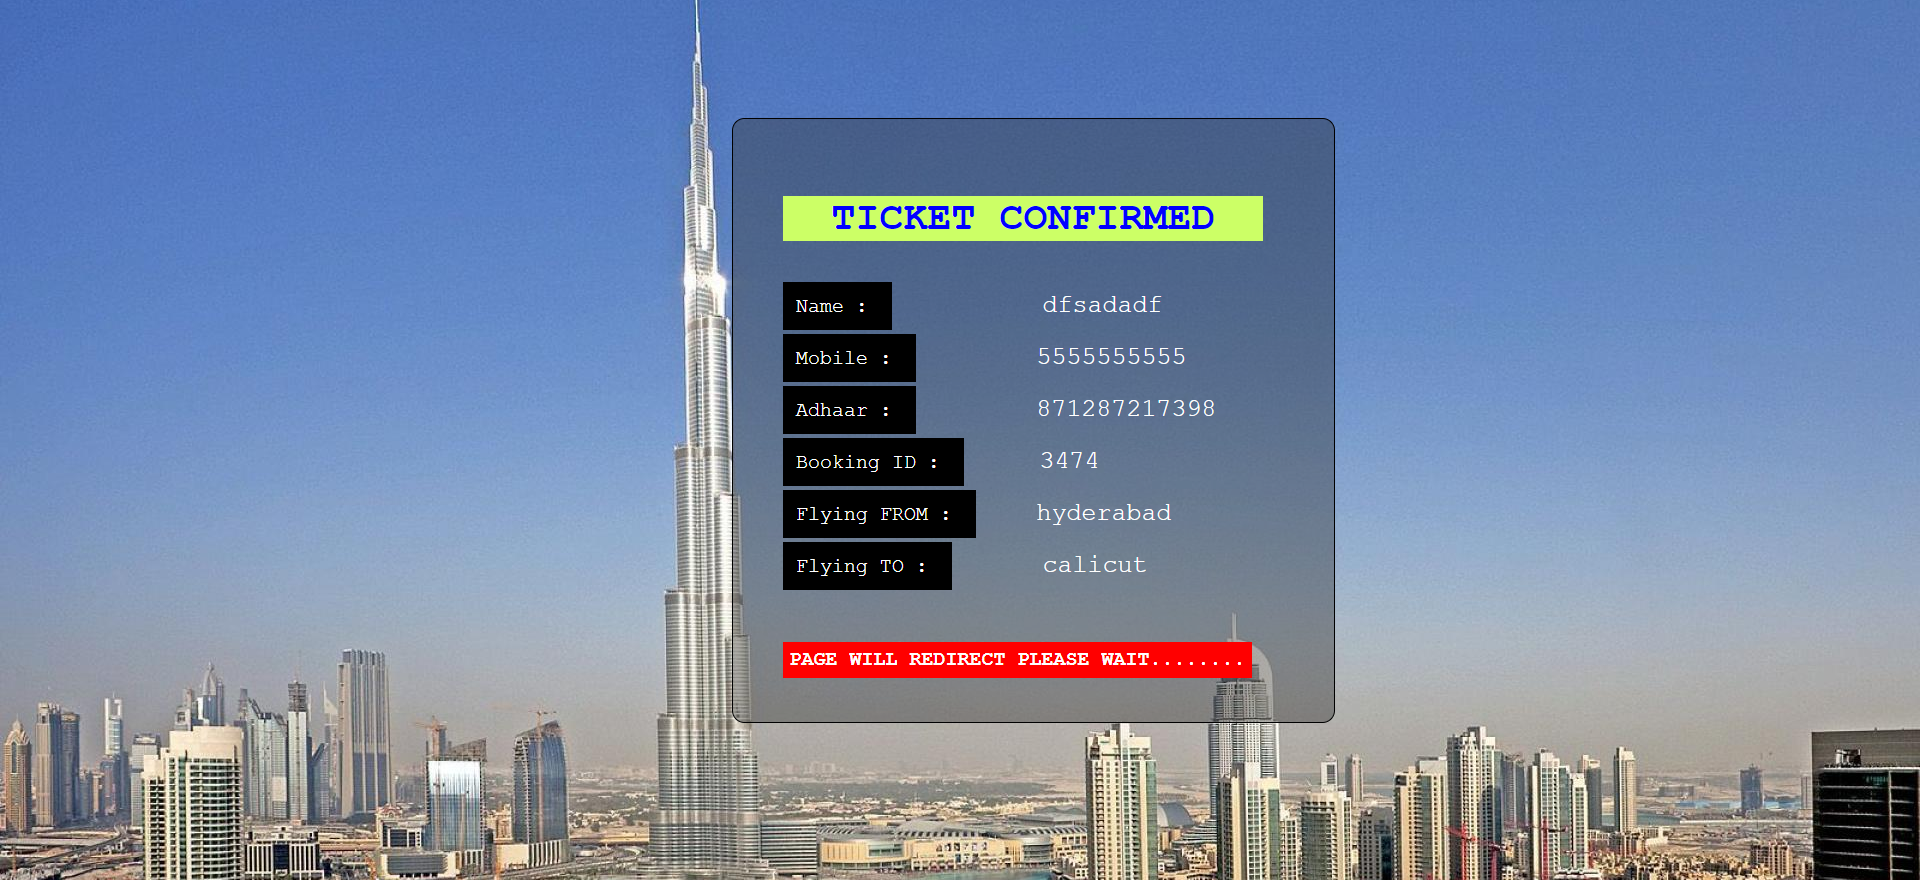 TICKET CONFIRMED
Name : dfsadadf
Mobile : 5555555555
Adhaar : 871287217398
Booking ID : 3474
Flying FROM : hyderabad
Flying TO : calicut
PAGE WILL REDIRECT PLEASE WAIT........